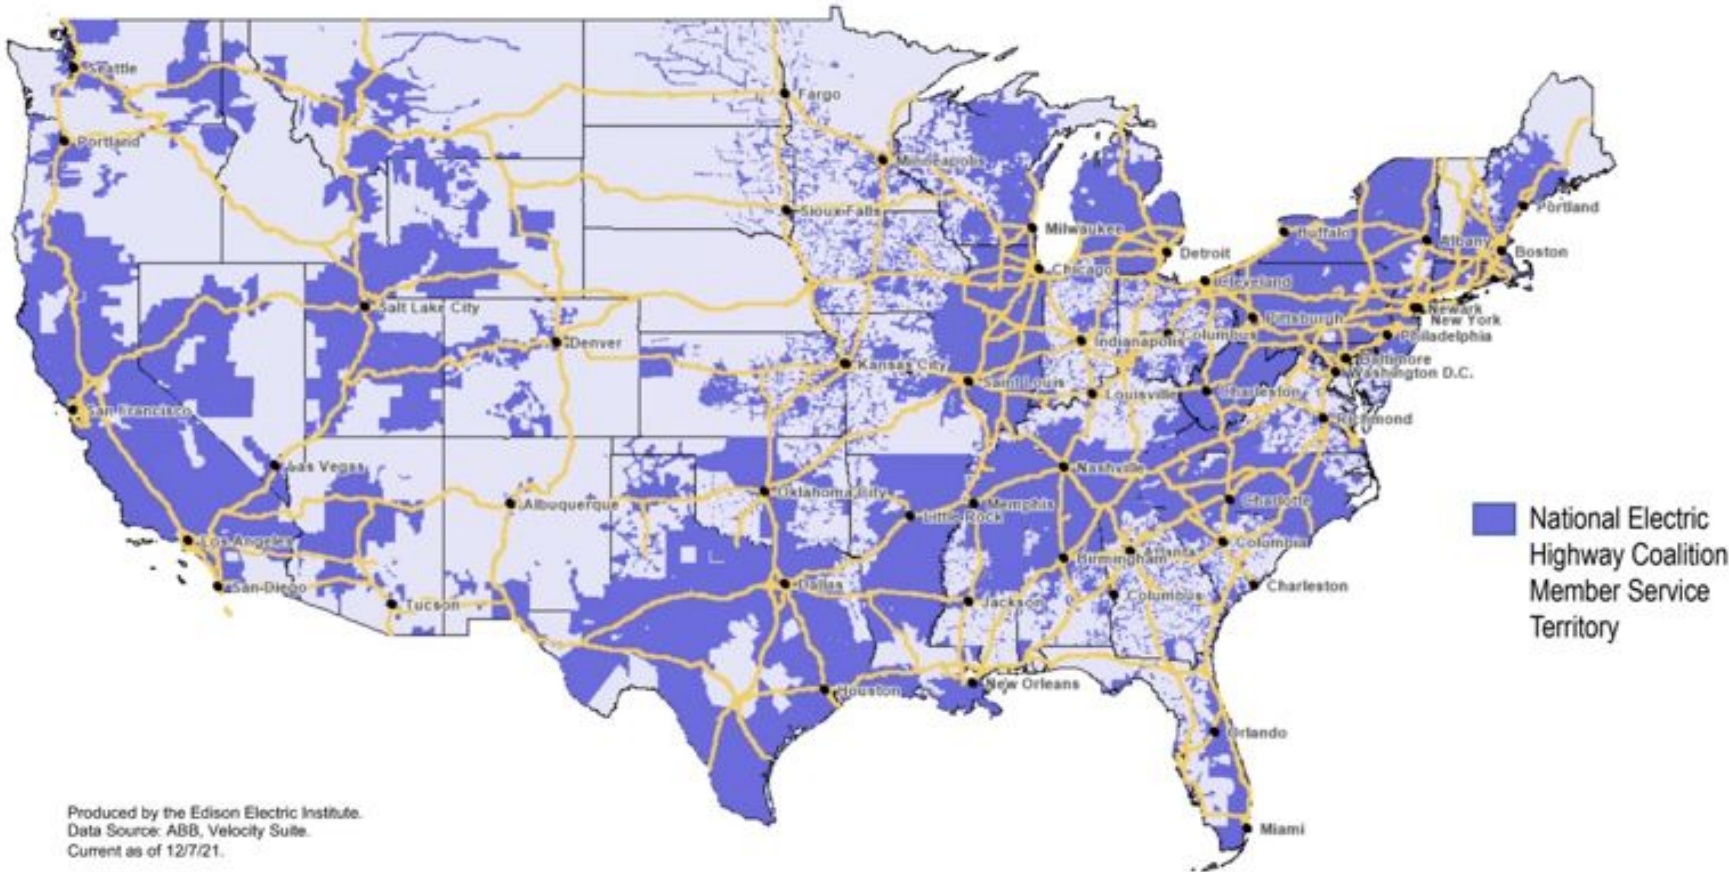 Seattle
Portland
Fargo
Minneapolis
Sioux Falls
Milwaukee
Detroit
Chicago
Buffalo
Albany
Portland
Boston
Cleveland
Salt Lake City
Denver
Kansas City
Indianapolis
Columbus
Pittsburgh
Newark
New York
Philadelphia
Baltimore
Washington D.C.
San Francisco
Saint Louis
Louisville
Charleston
Richmond
Las Vegas
Nashville
Albuquerque
Oklahoma City
Little Rock
Memphis
Charlotte
Los Angeles
Birmingham
Atlanta
Columbia
San Diego
Tucson
Dallas
Jackson
Columbus
Charleston
Houston
New Orleans
Orlando
Miami
National Electric
Highway Coalition
Member Service
Territory
Produced by the Edison Electric Institute.
Data Source: ABB, Velocity Suite.
Current as of 12/7/21.